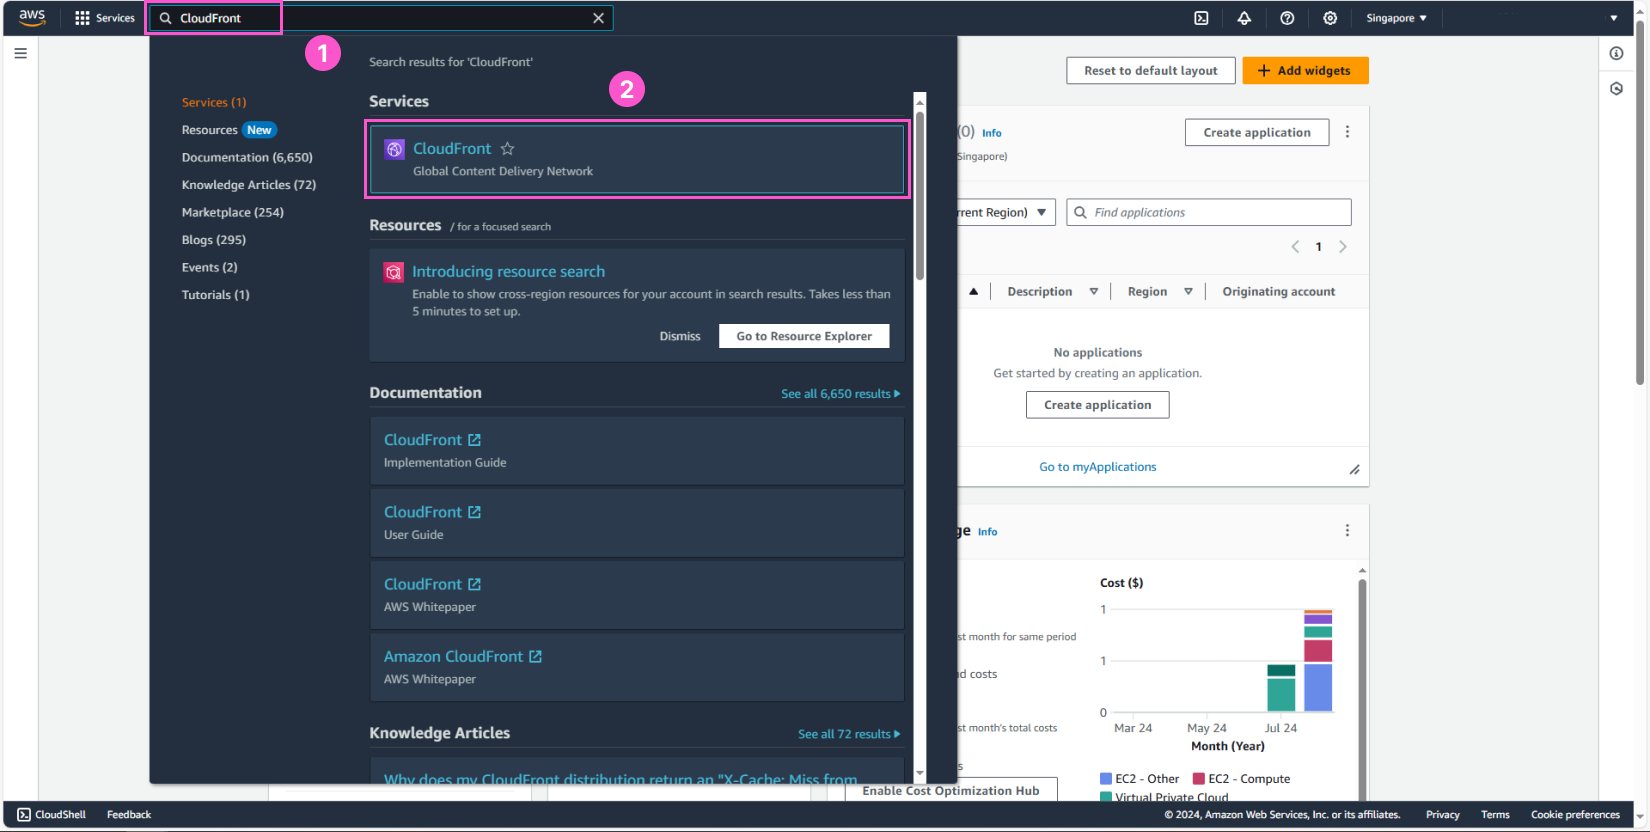 aws
Services
CloudFront
Singapore
1
Search results for 'CloudFront'
2
Services (1)
Resources New
Documentation (6,650)
Knowledge Articles (72)
Marketplace (254)
Blogs (295)
Events (2)
Tutorials (1)
Services
CloudFront
Global Content Delivery Network
Resources / for a focused search
Introducing resource search
Enable to show cross-region resources for your account in search results. Takes less than
5 minutes to set up.
Dismiss Go to Resource Explorer
Documentation See all 6,650 results
CloudFront
Implementation Guide
CloudFront
User Guide
CloudFront
AWS Whitepaper
Amazon CloudFront
AWS Whitepaper
Knowledge Articles See all 72 results
Why does my CloudFront distribution return an "X-Cache: Miss from
Reset to default layout
Add widgets
(0) Info
Singapore)
Create application
rrent Region)
Find applications
1
Description Region Originating account
No applications
Get started by creating an application.
Create application
Go to myApplications
ge Info
st month for same period
d costs
st month's total costs
s
Enable Cost Optimization Hub
Cost ($)
1
1
0
Mar 24 May 24 Jul 24
Month (Year)
EC2 - Other EC2 - Compute
Virtual Private Cloud
CloudShell Feedback
© 2024, Amazon Web Services, Inc. or its affiliates. Privacy Terms Cookie preferences